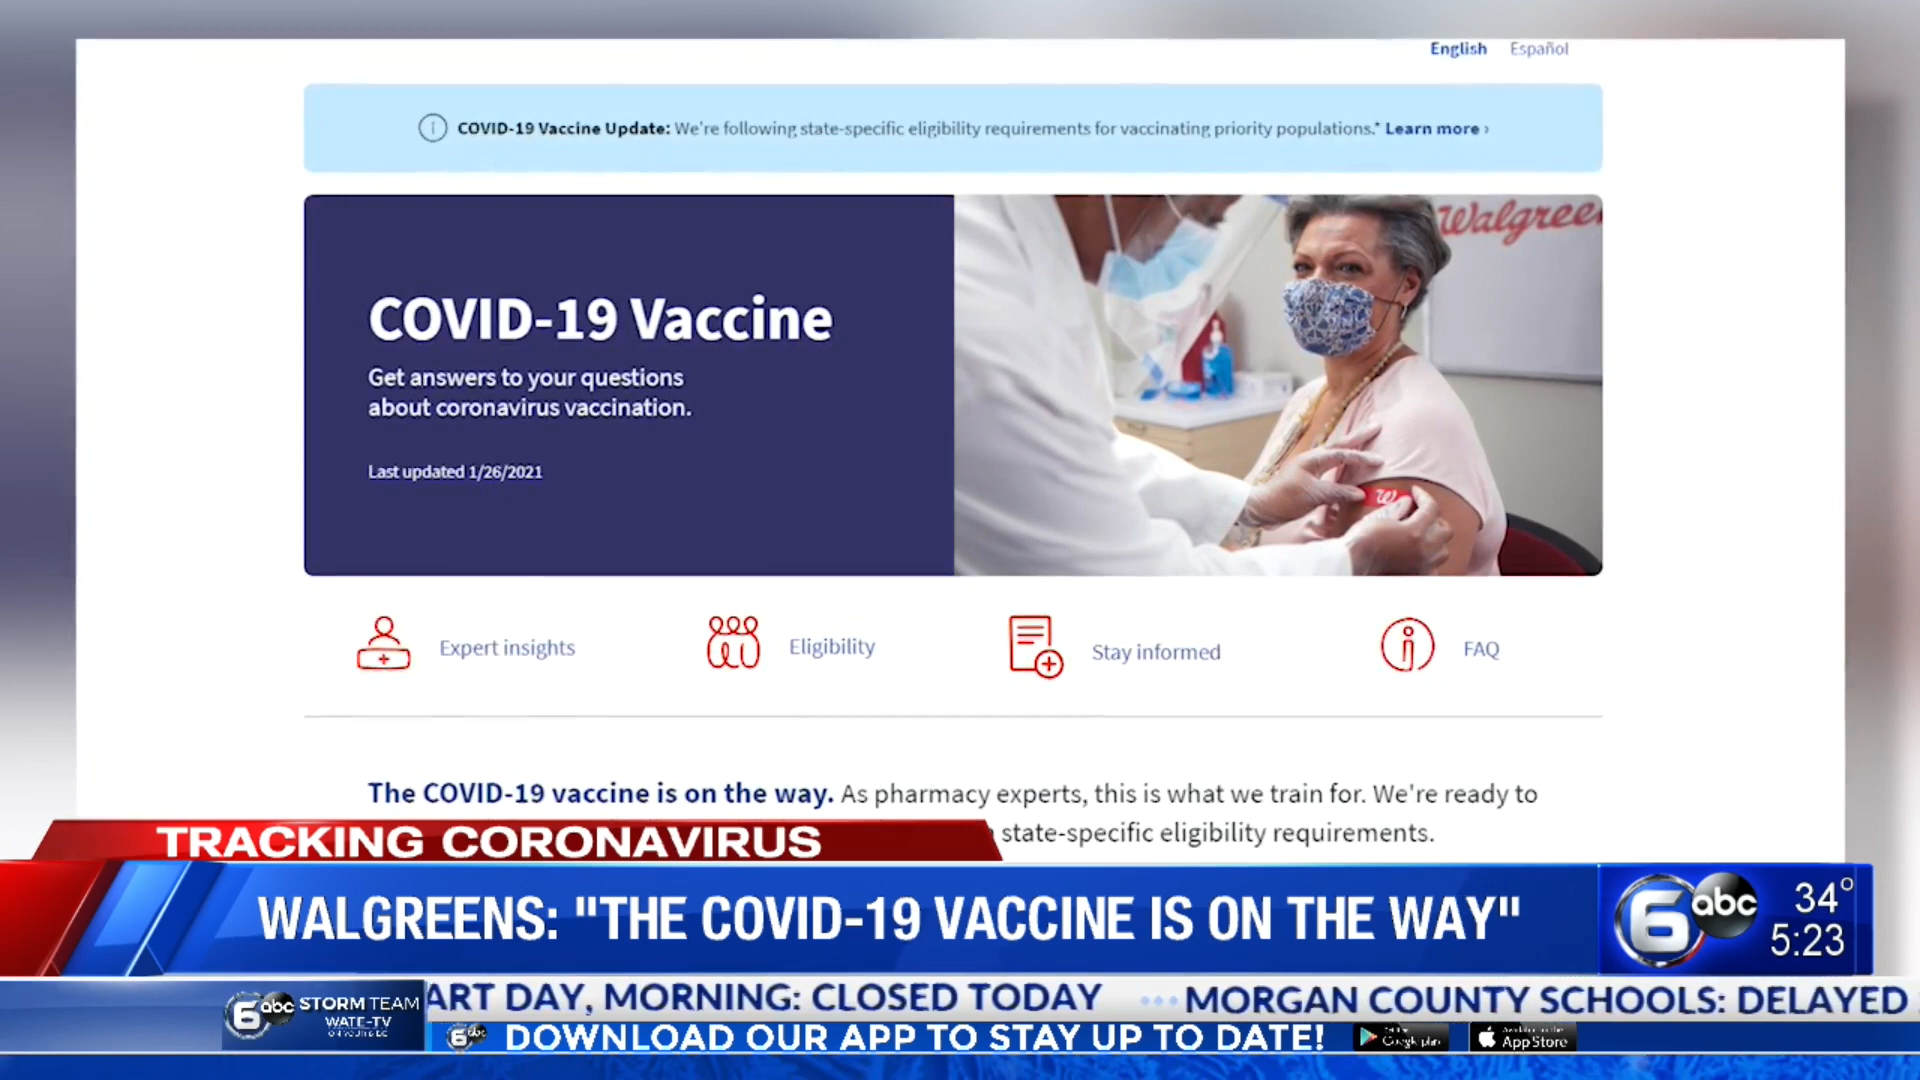 English Español
COVID-19 Vaccine Update: We're following state-specific eligibility requirements for vaccinating priority populations.* Learn more ›
Walgree
COVID-19 Vaccine
Get answers to your questions
about coronavirus vaccination.
Last updated 1/26/2021
W
Expert insights Eligibility Stay informed FAQ
The COVID-19 vaccine is on the way. As pharmacy experts, this is what we train for. We're ready to
state-specific eligibility requirements.
TRACKING CORONAVIRUS
WALGREENS: "THE COVID-19 VACCINE IS ON THE WAY"
6 abc 34°
5:23
6 abc STORM TEAM
WATE-TV
ART DAY, MORNING: CLOSED TODAY MORGAN COUNTY SCHOOLS: DELAYED
6 abc DOWNLOAD OUR APP TO STAY UP TO DATE! Google play App Store